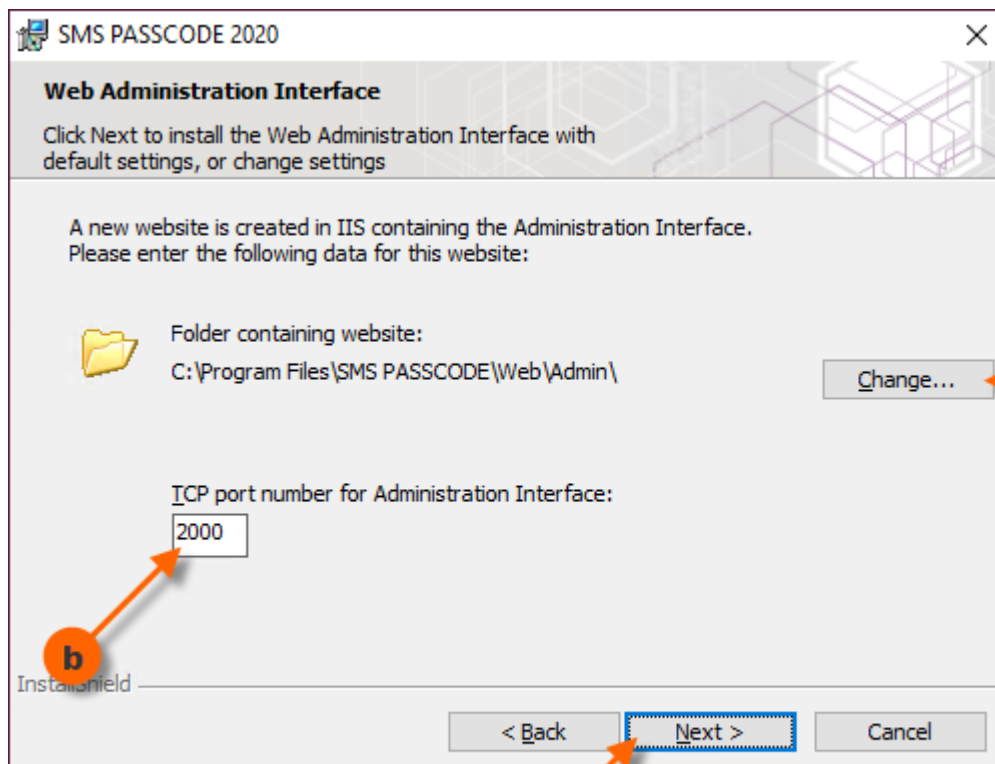 SMS PASSCODE 2020
Web Administration Interface
Click Next to install the Web Administration Interface with
default settings, or change settings
A new website is created in IIS containing the Administration Interface.
Please enter the following data for this website:
Folder containing website:
C:\Program Files\SMS PASSCODE\Web\Admin\
Change...
TCP port number for Administration Interface:
2000
b
InstallShield
< Back
Next >
Cancel